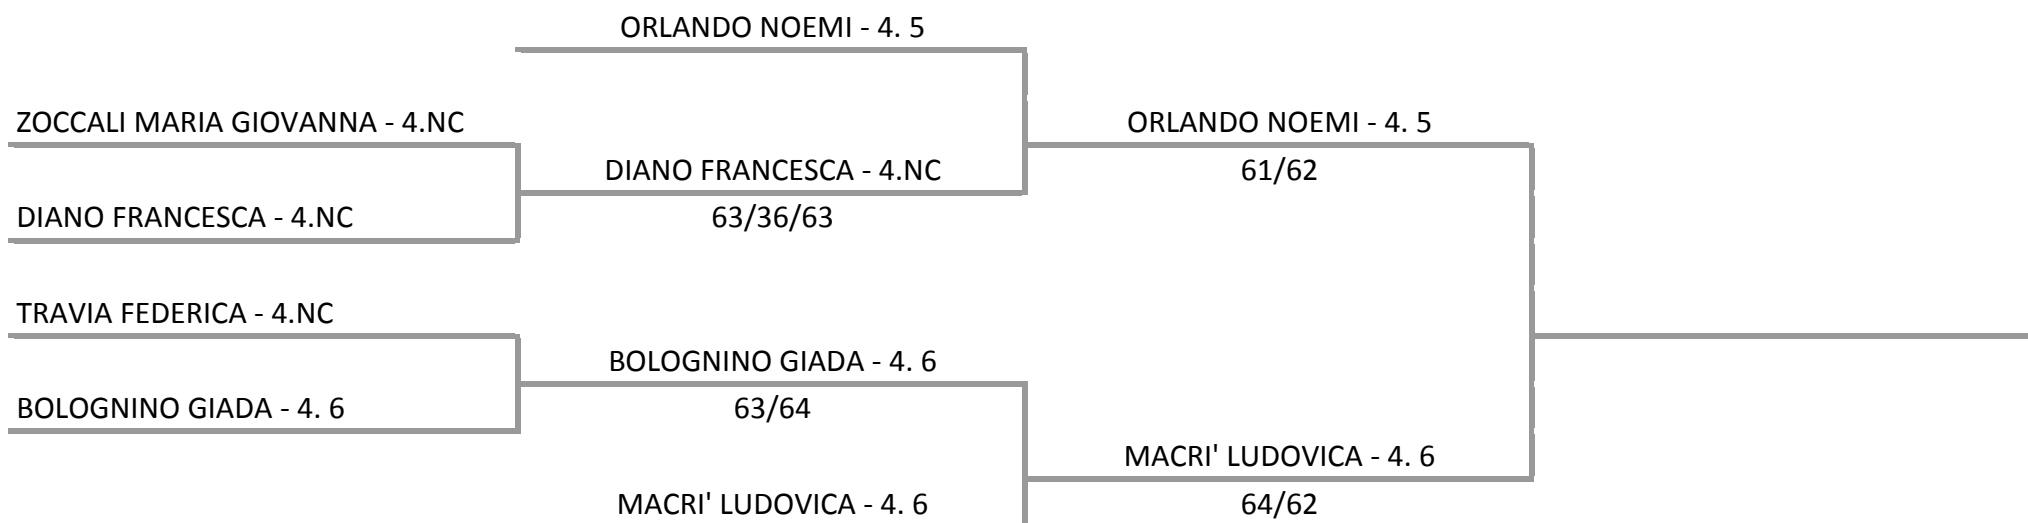 ORLANDO NOEMI - 4. 5
ZOCCALI MARIA GIOVANNA - 4.NC
ORLANDO NOEMI - 4. 5
DIANO FRANCESCA - 4.NC
61/62
DIANO FRANCESCA - 4.NC
63/36/63
TRAVIA FEDERICA - 4.NC
BOLOGNINO GIADA - 4. 6
BOLOGNINO GIADA - 4. 6
63/64
MACRI' LUDOVICA - 4. 6
MACRI' LUDOVICA - 4. 6
64/62